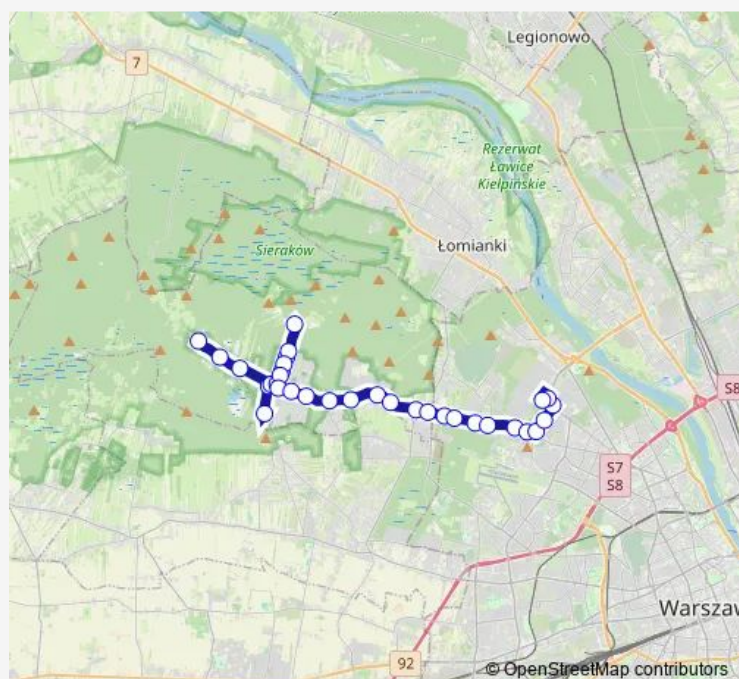 Legionowo
7
Rezerwat
Ławice
Kiełpińskie
Łomianki
Sieraków
S8
S7
S8
Warszaw
92
© OpenStreetMap contributors